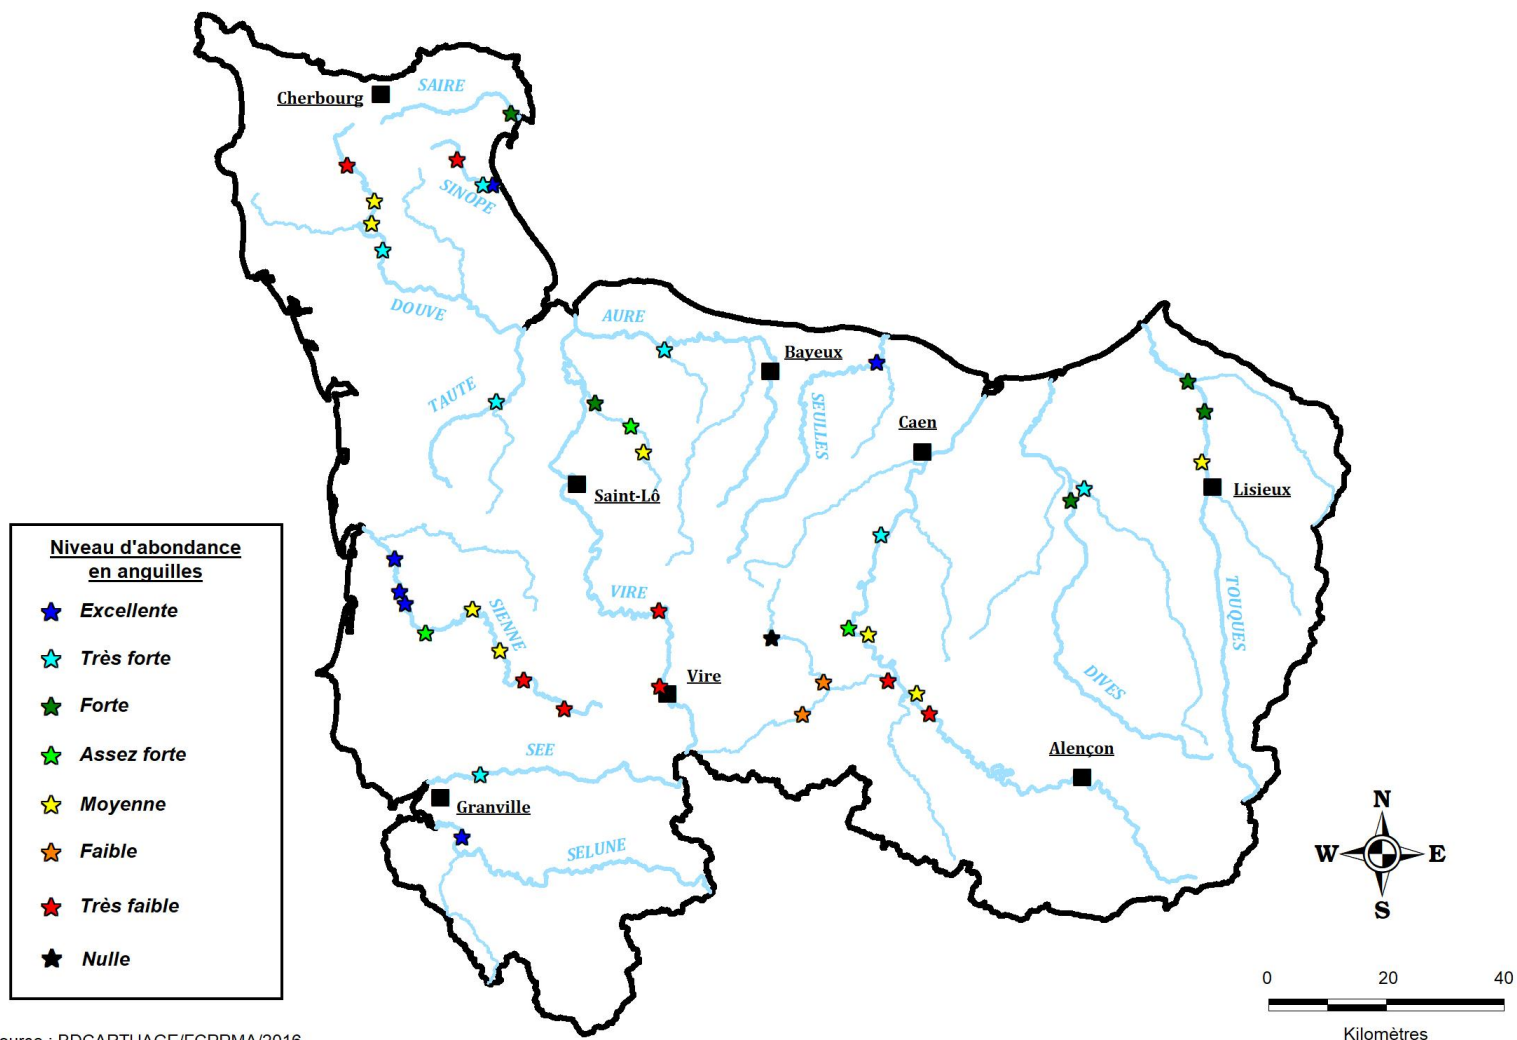 SAIRE
Cherbourg
SINOPE
DOUVE
AURE
Bayeux
TAUTE
SEULLES
Caen
Saint-Lô
Lisieux
Niveau d'abondance
en anguilles
Excellente
Très forte
Forte
Assez forte
Moyenne
Faible
Très faible
Nulle
VIRE
SIENNE
TOUQUES
Vire
DIVES
SEE
Alençon
Granville
SELUNE
N
W
E
S
0 20 40
Kilomètres